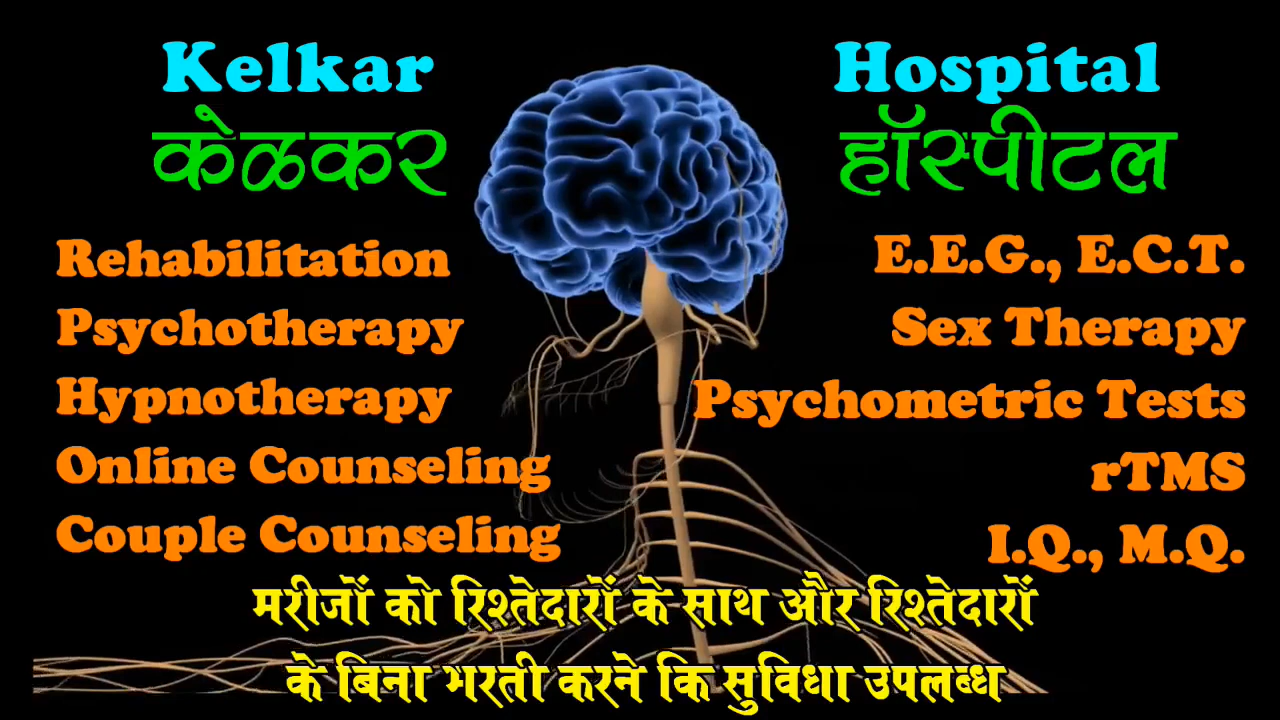 Kelkar Hospital
केळकर हॉस्पीटल
Rehabilitation
Psychotherapy
Hypnotherapy
Online Counseling
Couple Counseling
E.E.G., E.C.T.
Sex Therapy
Psychometric Tests
rTMS
I.Q., M.Q.
मरीजों को रिश्तेदारों के साथ और रिश्तेदारों
के बिना भरती करने कि सुविधा उपलब्ध